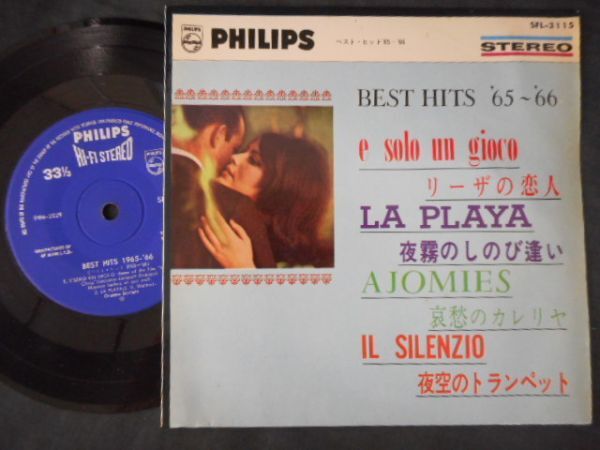 PHILIPS
ベスト・ヒット'65-'66
SFL-3115
STEREO
BEST HITS '65~'66
e solo un gioco
リーザの恋人
LA PLAYA
夜霧のしのび逢い
AJOMIES
哀愁のカレリヤ
IL SILENZIO
夜空のトランペット
PHILIPS
HI-FI STEREO
33⅓
BEST HITS 1965-'66